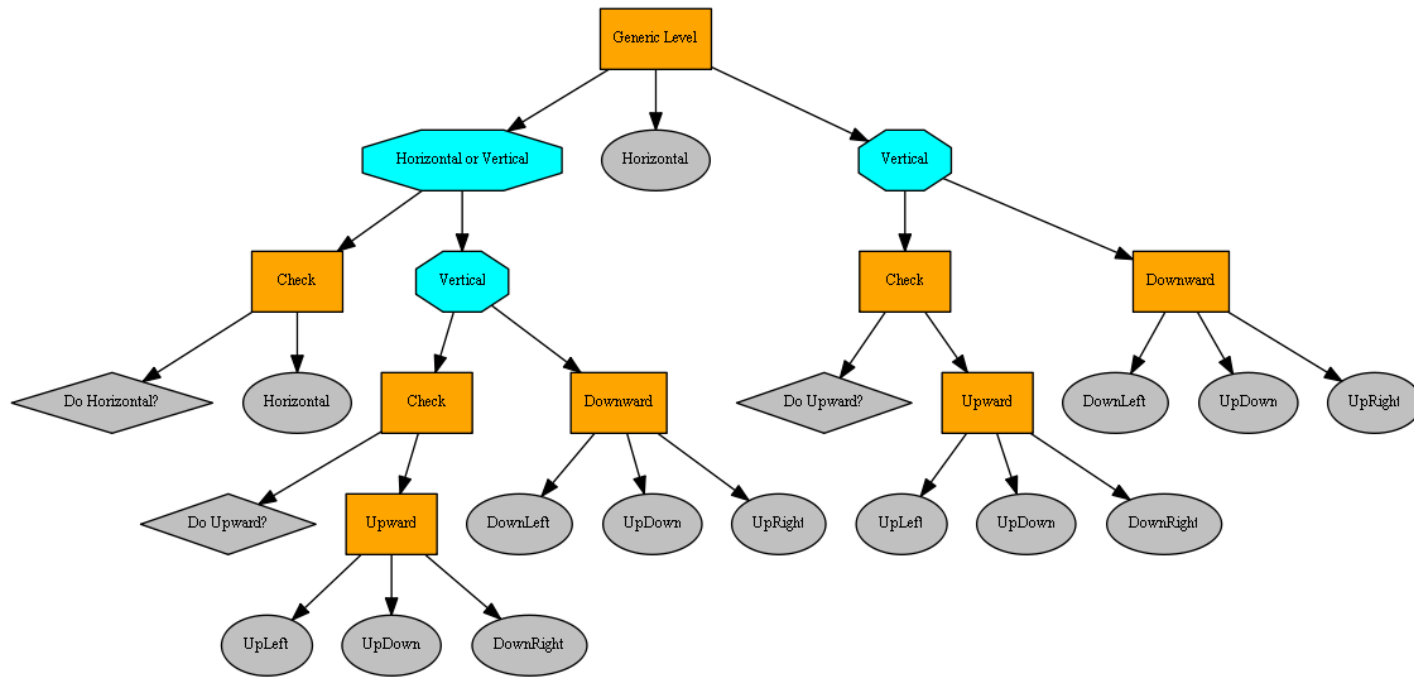 Generic Level
Horizontal or Vertical
Horizontal
Vertical
Check
Vertical
Check
Downward
Do Horizontal?
Horizontal
Check
Downward
Do Upward?
Upward
DownLeft
UpDown
UpRight
Do Upward?
Upward
DownLeft
UpDown
UpRight
UpLeft
UpDown
DownRight
UpLeft
UpDown
DownRight